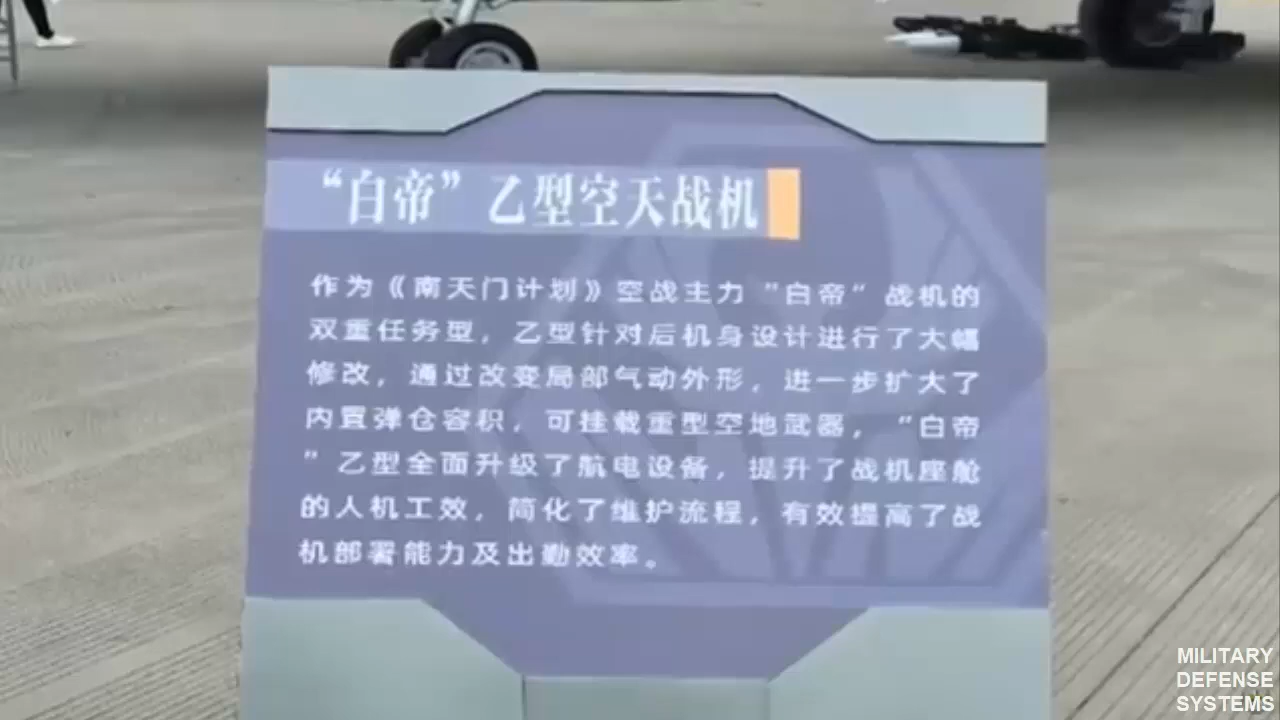 “白帝”乙型空天战机
作为《南天门计划》空战主力“白帝“战机的
双重任务型，乙型针对后机身设计进行了大幅
修改，通过改变局部气动外形，进一步扩大了
内置弹仓容积，可挂载重型空地武器，“白帝
”乙型全面升级了航电设备，提升了战机座舱
的人机工效，简化了维护流程，有效提高了战
机部署能力及出勤效率。
MILITARY
DEFENSE
SYSTEMS